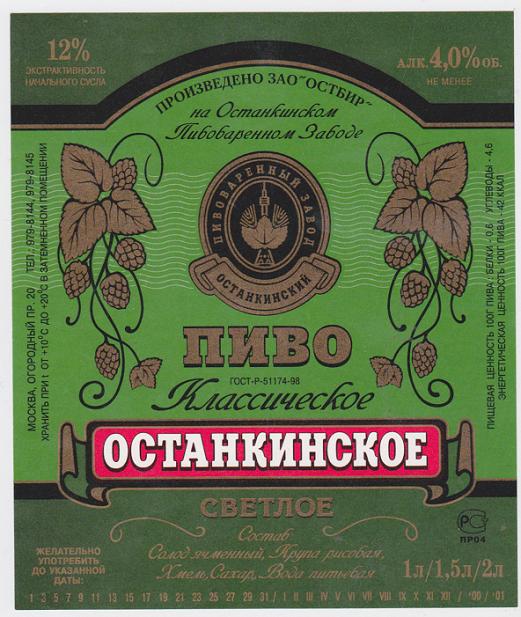 12%
ЭКСТРАКТИВНОСТЬ
НАЧАЛЬНОГО СУСЛА
АЛК. 4,0% ОБ.
НЕ МЕНЕЕ
ПРОИЗВЕДЕНО ЗАО "ОСТБИР"
на Останкинском
Пивоваренном Заводе
ПИВОВАРЕННЫЙ ЗАВОД
ОСТАНКИНСКИЙ
МОСКВА, ОГОРОДНЫЙ ПР. 20 ТЕЛ.: 979-8144, 979-8145
ХРАНИТЬ ПРИ t ОТ +10°С ДО +20°С В ЗАТЕМНЕННОМ ПОМЕЩЕНИИ
ПИВО
ГОСТ-Р-51174-98
Классическое
ОСТАНКИНСКОЕ
СВЕТЛОЕ
ПИЩЕВАЯ ЦЕННОСТЬ 100Г ПИВА: БЕЛКИ - 0,6 УГЛЕВОДЫ - 4,6
ЭНЕРГЕТИЧЕСКАЯ ЦЕННОСТЬ 100Г ПИВА - 42 ККАЛ
Состав
Солод ячменный, Крупа рисовая,
Хмель, Сахар, Вода питьевая
РС
ПР04
ЖЕЛАТЕЛЬНО
УПОТРЕБИТЬ
ДО УКАЗАННОЙ
ДАТЫ:
1л/1,5л/2л
1 3 5 7 9 11 13 15 17 19 21 23 25 27 29 31 / I II III IV V VI VII VIII IX X XI XII / '00 / '01